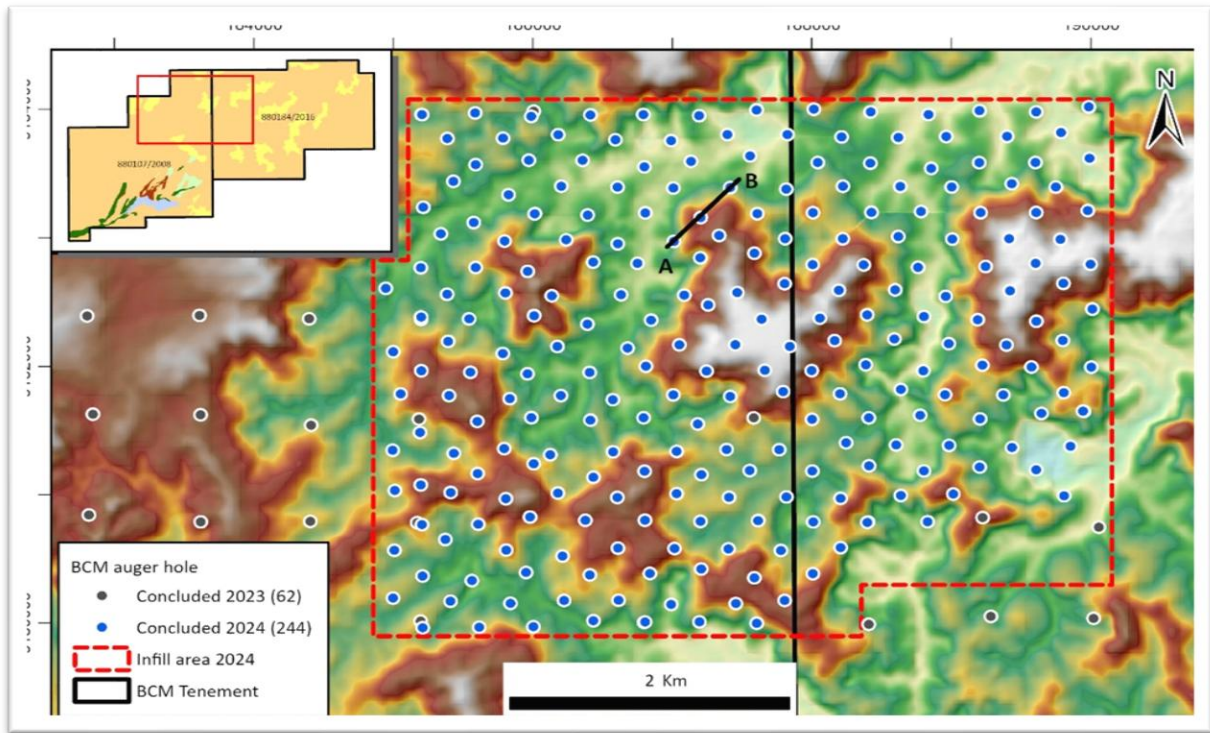 184000 188000 190000
880184/2016
880107/2008
N
B
A
BCM auger hole
Concluded 2023 (62)
Concluded 2024 (244)
Infill area 2024
BCM Tenement
2 Km